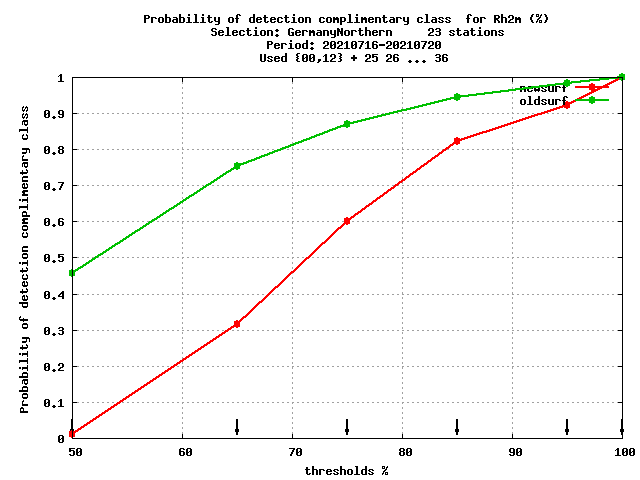 Probability of detection complimentary class  for Rh2m (%)
Selection: GermanyNorthern     23 stations
Period: 20210716-20210720
Used {00,12} + 25 26 ... 36
newsurf
oldsurf
Probability of detection complimentary class
1
0.9
0.8
0.7
0.6
0.5
0.4
0.3
0.2
0.1
0
50 60 70 80 90 100
thresholds %